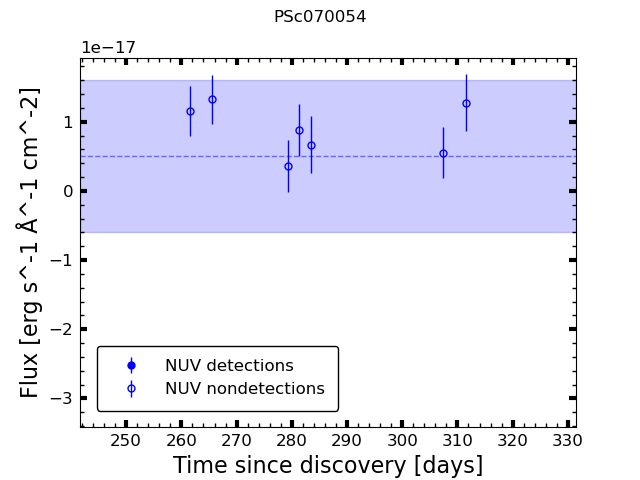 PSc070054
1e−17
Flux [erg s^-1 Å^-1 cm^-2]
1
0
−1
−2
−3
NUV detections
NUV nondetections
250 260 270 280 290 300 310 320 330
Time since discovery [days]